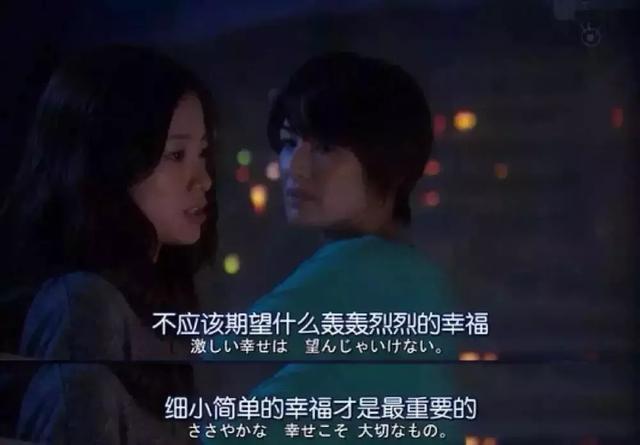 不应该期望什么轰轰烈烈的幸福
激しい幸せは 望んじゃいけない。
细小简单的幸福才是最重要的
ささやかな 幸せこそ 大切なもの。